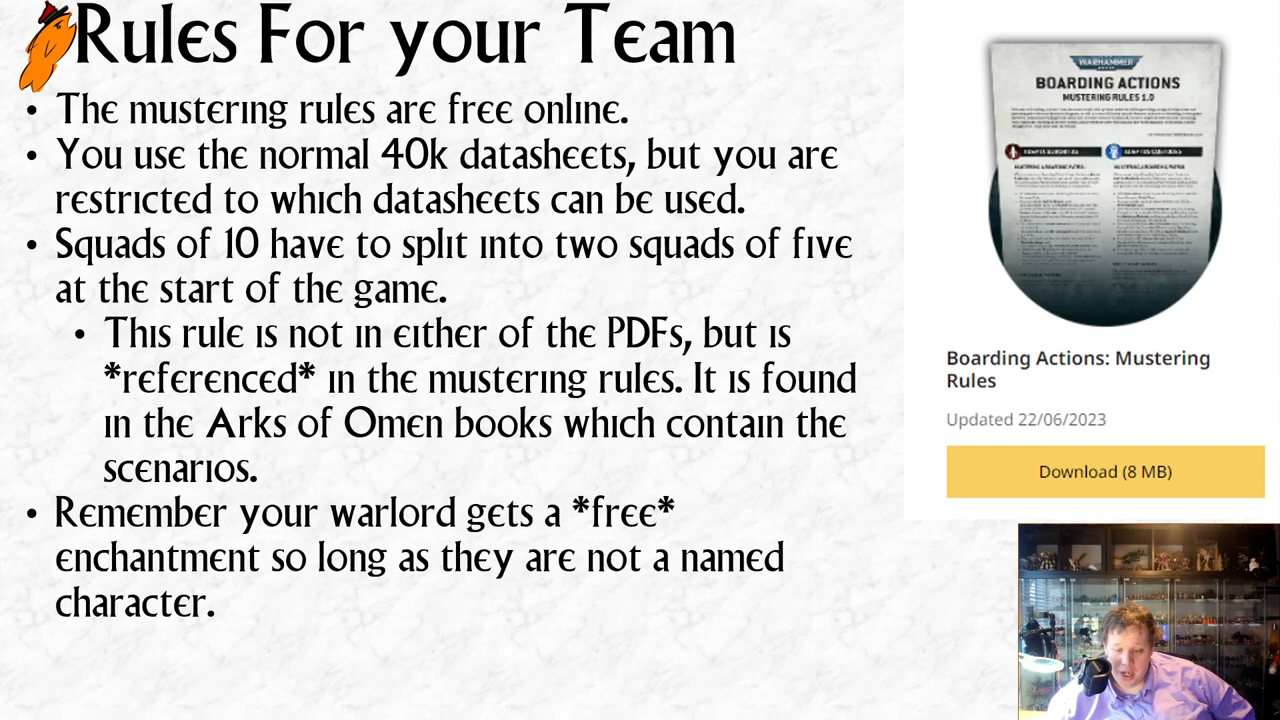 Rules For your Team
• The mustering rules are free online.
• You use the normal 40k datasheets, but you are
restricted to which datasheets can be used.
• Squads of 10 have to split into two squads of five
at the start of the game.
• This rule is not in either of the PDFs, but is
*referenced* in the mustering rules. It is found
in the Arks of Omen books which contain the
scenarios.
• Remember your warlord gets a *free*
enchantment so long as they are not a named
character.
WARHAMMER
BOARDING ACTIONS
MUSTERING RULES 1.0
Boarding Actions: Mustering
Rules
Updated 22/06/2023
Download (8 MB)